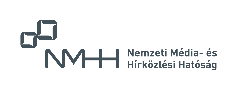 NMHH
Nemzeti Média- és
Hírközlési Hatóság